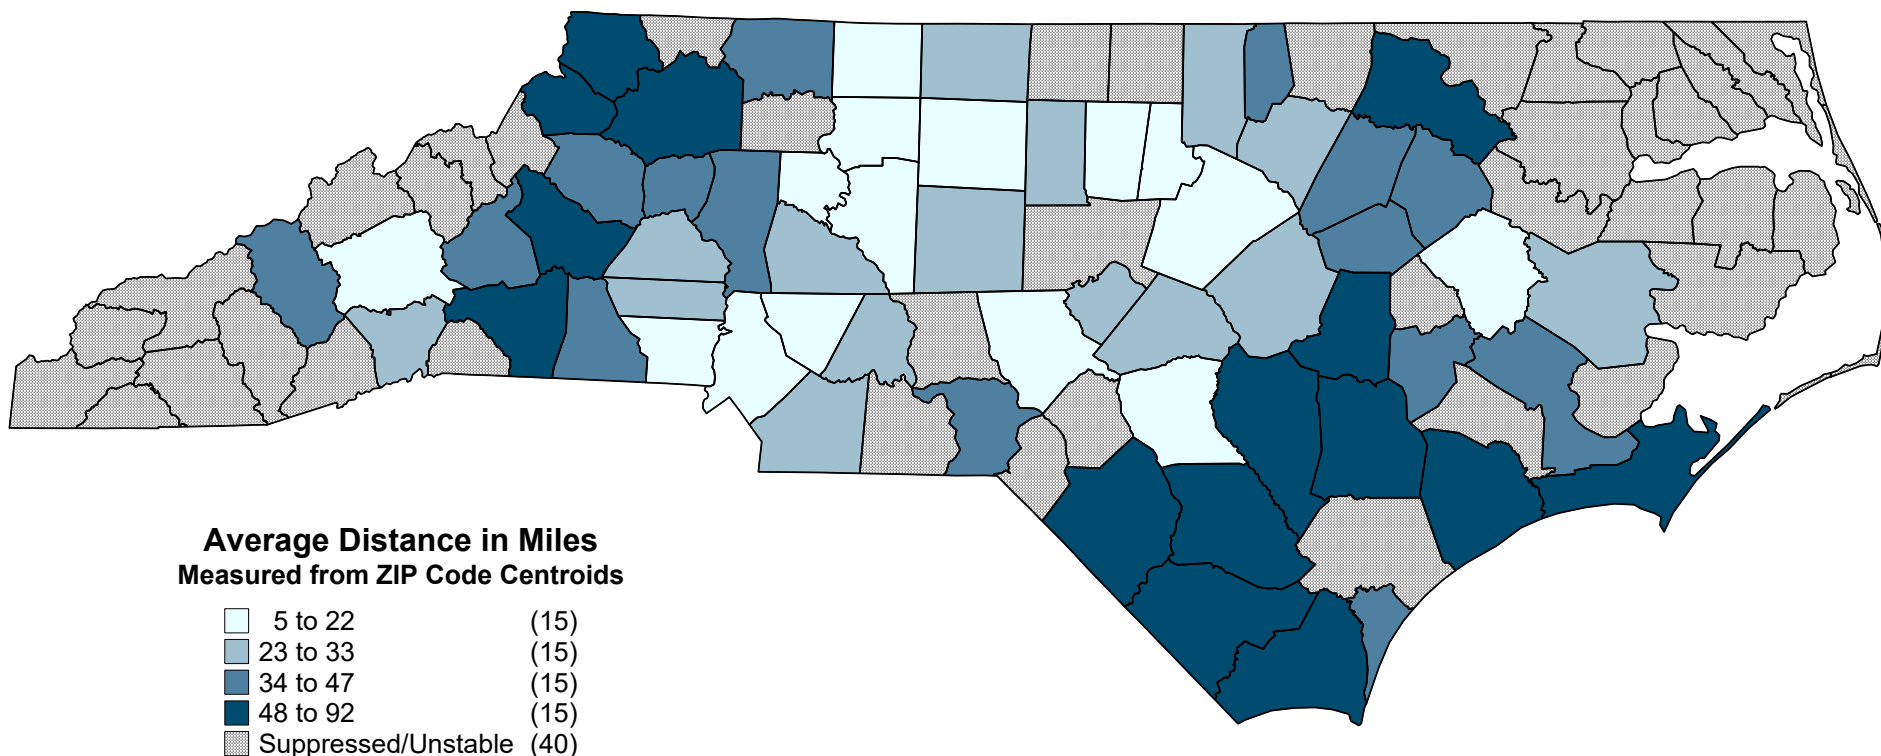 Average Distance in Miles
Measured from ZIP Code Centroids
5 to 22 (15)
23 to 33 (15)
34 to 47 (15)
48 to 92 (15)
Suppressed/Unstable (40)